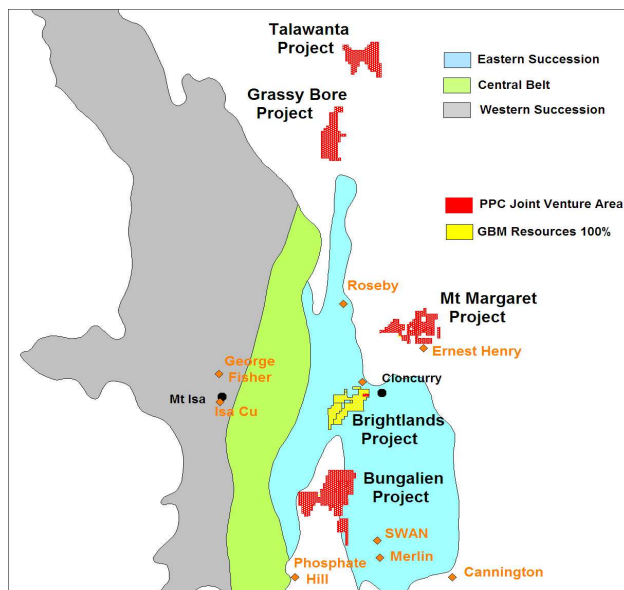 Talawanta
Project
Eastern Succession
Central Belt
Western Succession
Grassy Bore
Project
PPC Joint Venture Area
GBM Resources 100%
Roseby
Mt Margaret
Project
Ernest Henry
George
Fisher
Mt Isa
Isa Cu
Cloncurry
Brightlands
Project
Bungalien
Project
SWAN
Merlin
Phosphate
Hill
Cannington